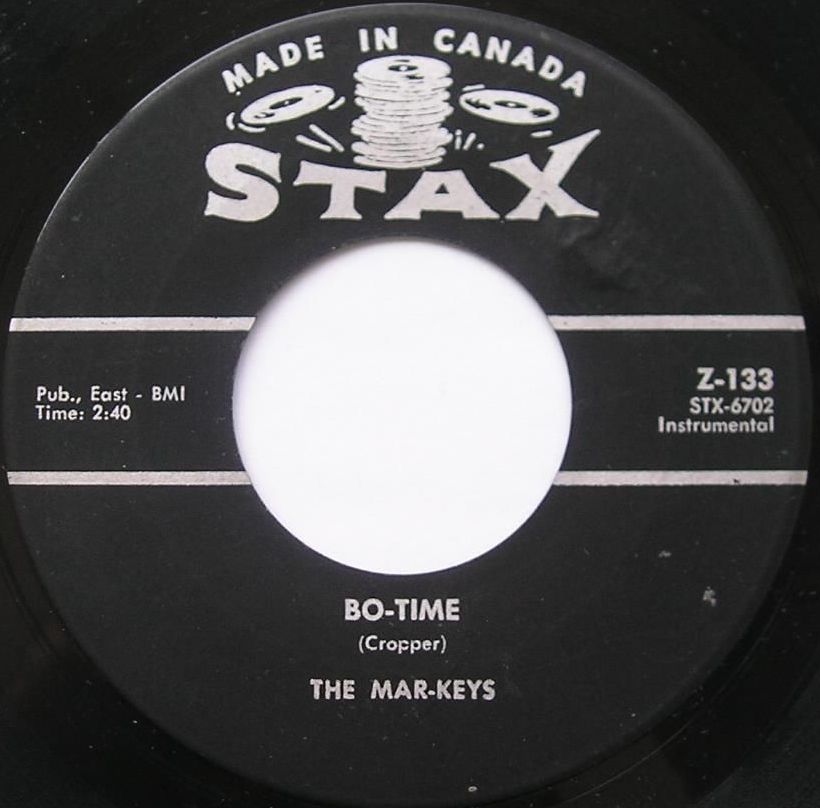 MADE IN CANADA
STAX
Pub., East - BMI
Time: 2:40
Z-133
STX-6702
Instrumental
BO-TIME
(Cropper)
THE MAR-KEYS